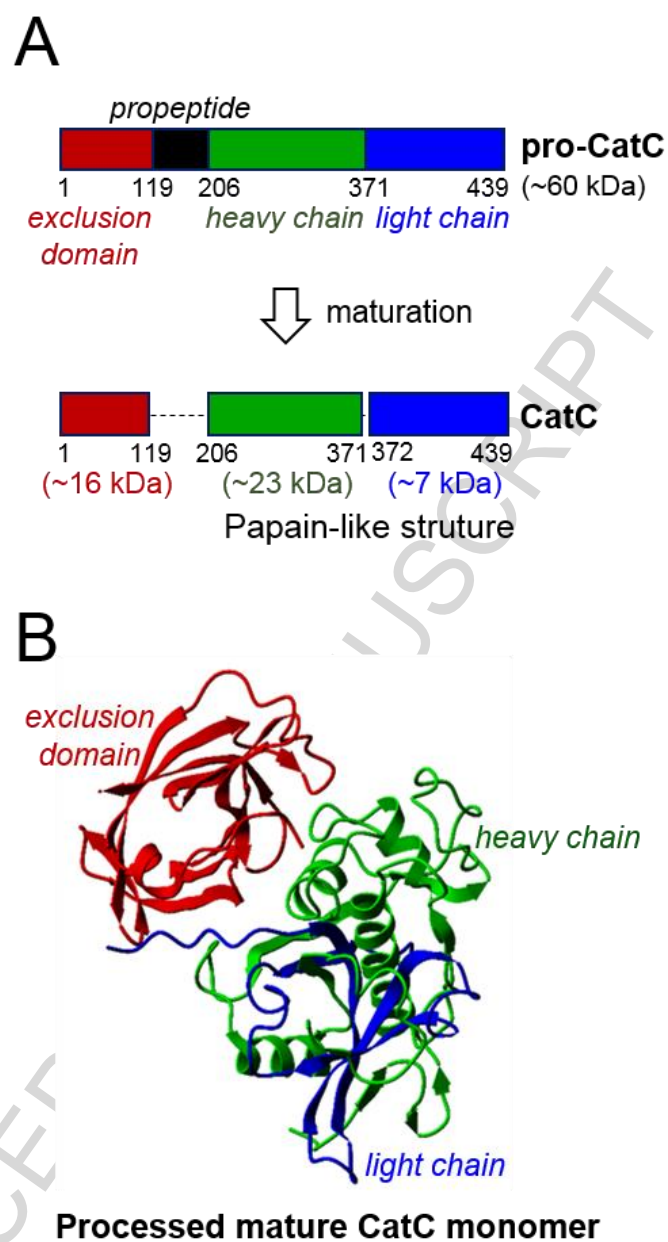 A
propeptide
pro-CatC
1 119 206 371 439 (~60 kDa)
exclusion heavy chain light chain
domain
maturation
CatC
1 119 206 371 372 439
(~16 kDa) (~23 kDa) (~7 kDa)
Papain-like struture
USCRIPT
B
exclusion
domain
heavy chain
CE
light chain
Processed mature CatC monomer